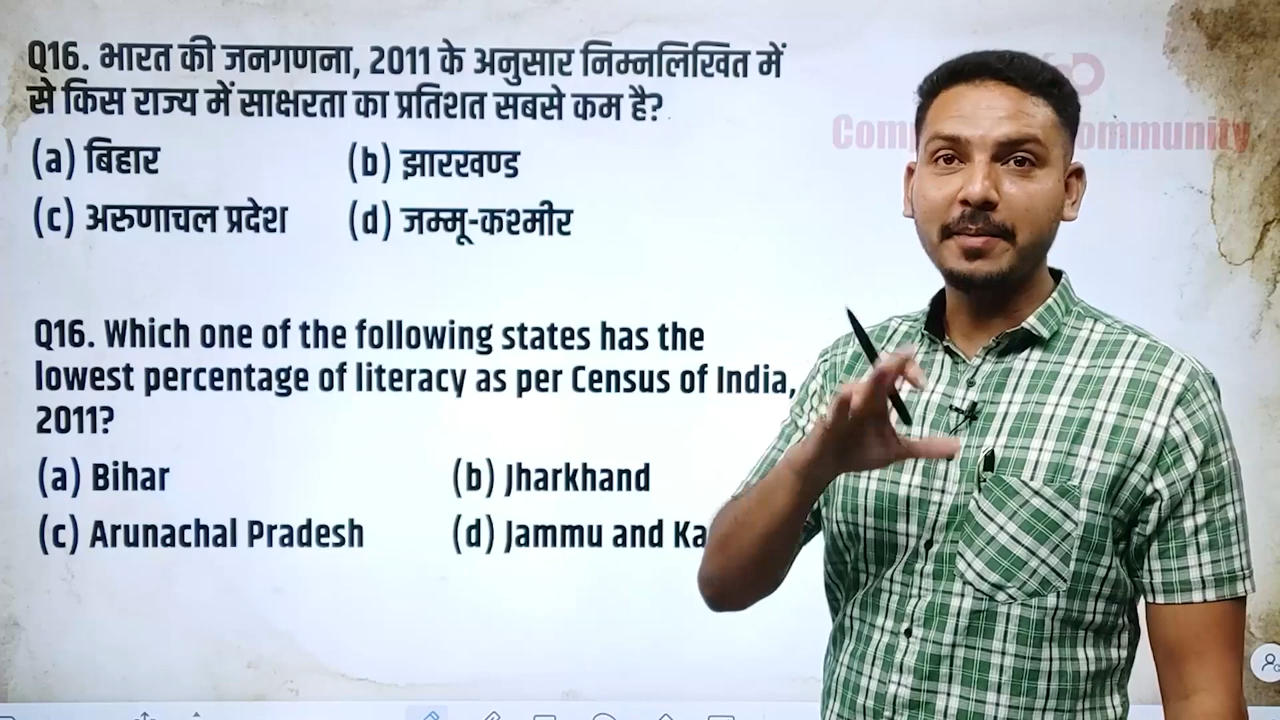 Q16. भारत की जनगणना, 2011 के अनुसार निम्नलिखित में
से किस राज्य में साक्षरता का प्रतिशत सबसे कम है?
(a) बिहार (b) झारखण्ड
(c) अरुणाचल प्रदेश (d) जम्मू-कश्मीर
Q16. Which one of the following states has the
lowest percentage of literacy as per Census of India,
2011?
(a) Bihar (b) Jharkhand
(c) Arunachal Pradesh (d) Jammu and